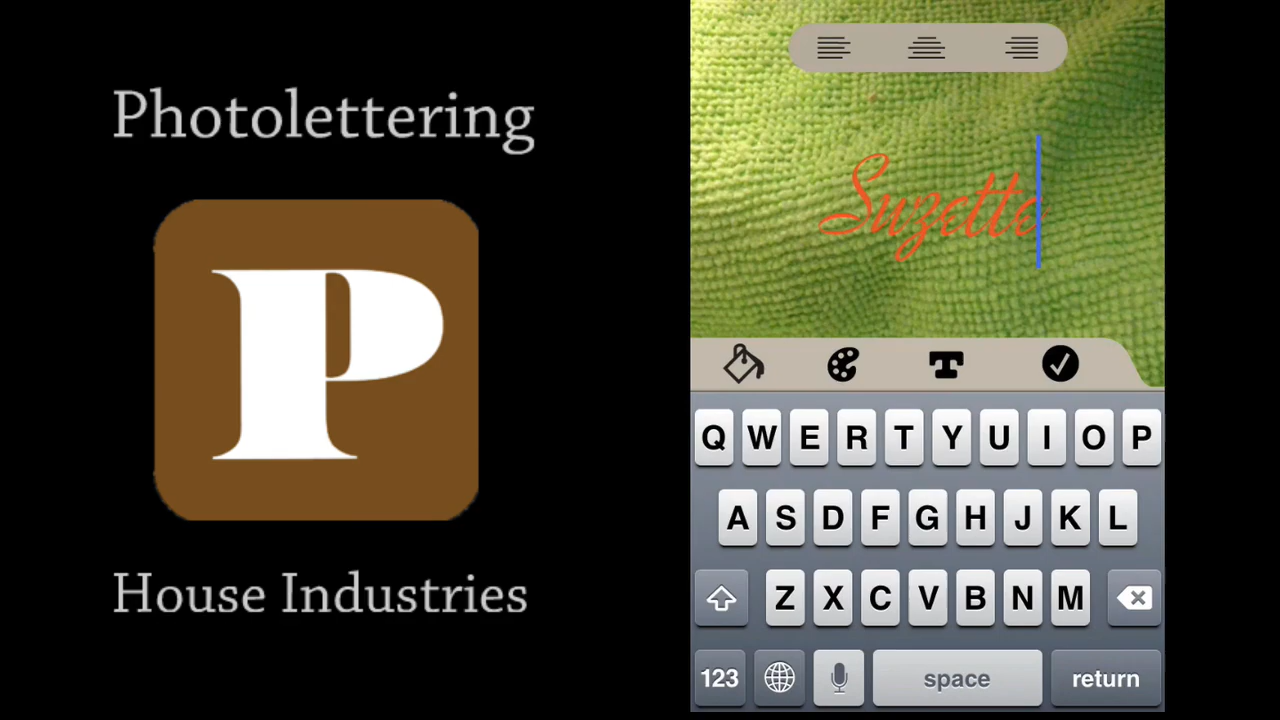 Photolettering
P
House Industries
Suzette
Q W E R T Y U I O P
A S D F G H J K L
Z X C V B N M
123 space return